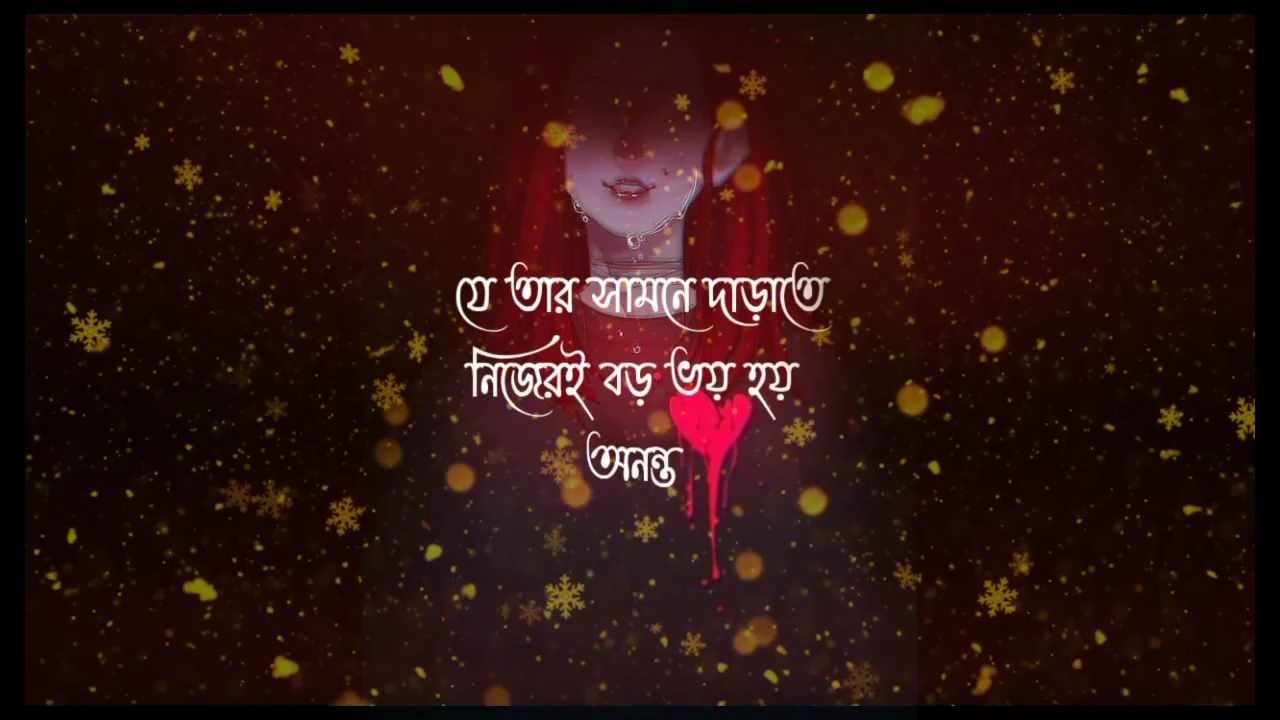 যে তার সামনে দাড়াতে
নিজেরই বড় ভয় হয়
অনন্ত